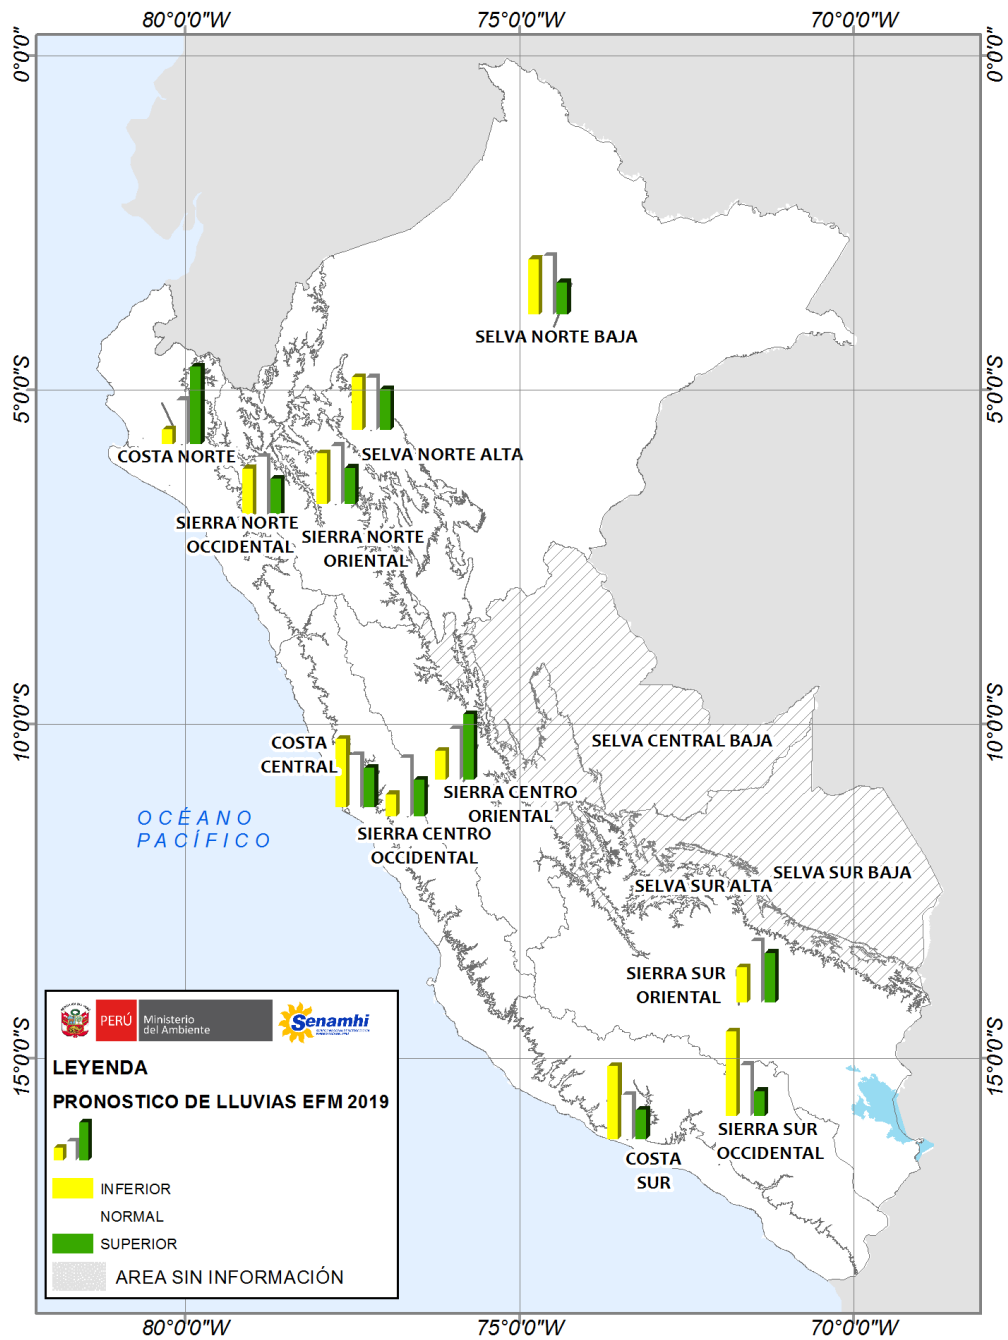 80°0'0"W
75°0'0"W
70°0'0"W
0°0'0"
0°0'0"
SELVA NORTE BAJA
5°0'0"S
5°0'0"S
COSTA NORTE
SELVA NORTE ALTA
SIERRA NORTE
OCCIDENTAL
SIERRA NORTE
ORIENTAL
10°0'0"S
10°0'0"S
COSTA
CENTRAL
SELVA CENTRAL BAJA
SIERRA CENTRO
ORIENTAL
OCÉANO
PACÍFICO
SIERRA CENTRO
OCCIDENTAL
SELVA SUR BAJA
SELVA SUR ALTA
SIERRA SUR
ORIENTAL
PERÚ
Ministerio
del Ambiente
Senamhi
15°0'0"S
15°0'0"S
LEYENDA
PRONOSTICO DE LLUVIAS EFM 2019
INFERIOR
NORMAL
SUPERIOR
AREA SIN INFORMACIÓN
SIERRA SUR
OCCIDENTAL
COSTA
SUR
80°0'0"W
75°0'0"W
70°0'0"W